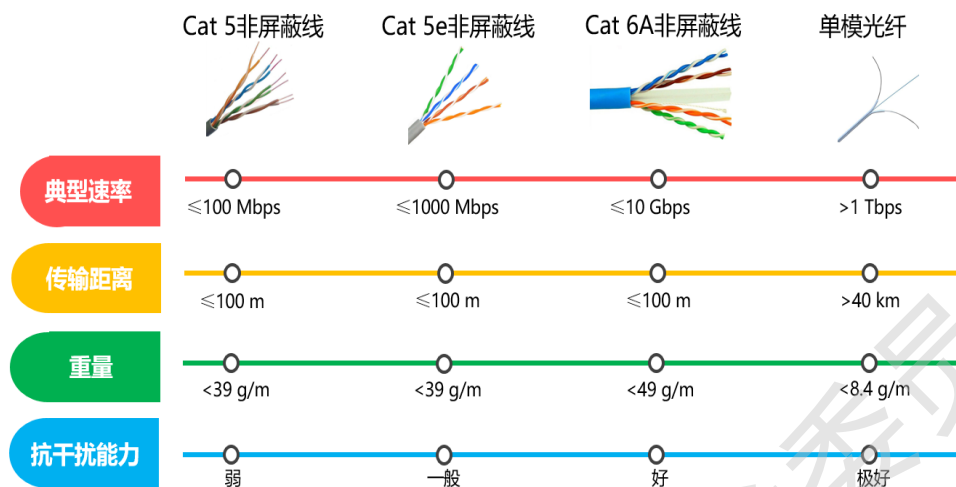 Cat 5非屏蔽线 Cat 5e非屏蔽线 Cat 6A非屏蔽线 单模光纤
典型速率
≤100 Mbps ≤1000 Mbps ≤10 Gbps >1 Tbps
传输距离
≤100 m ≤100 m ≤100 m >40 km
重量
<39 g/m <39 g/m <49 g/m <8.4 g/m
抗干扰能力
弱 一般 好 极好
委员